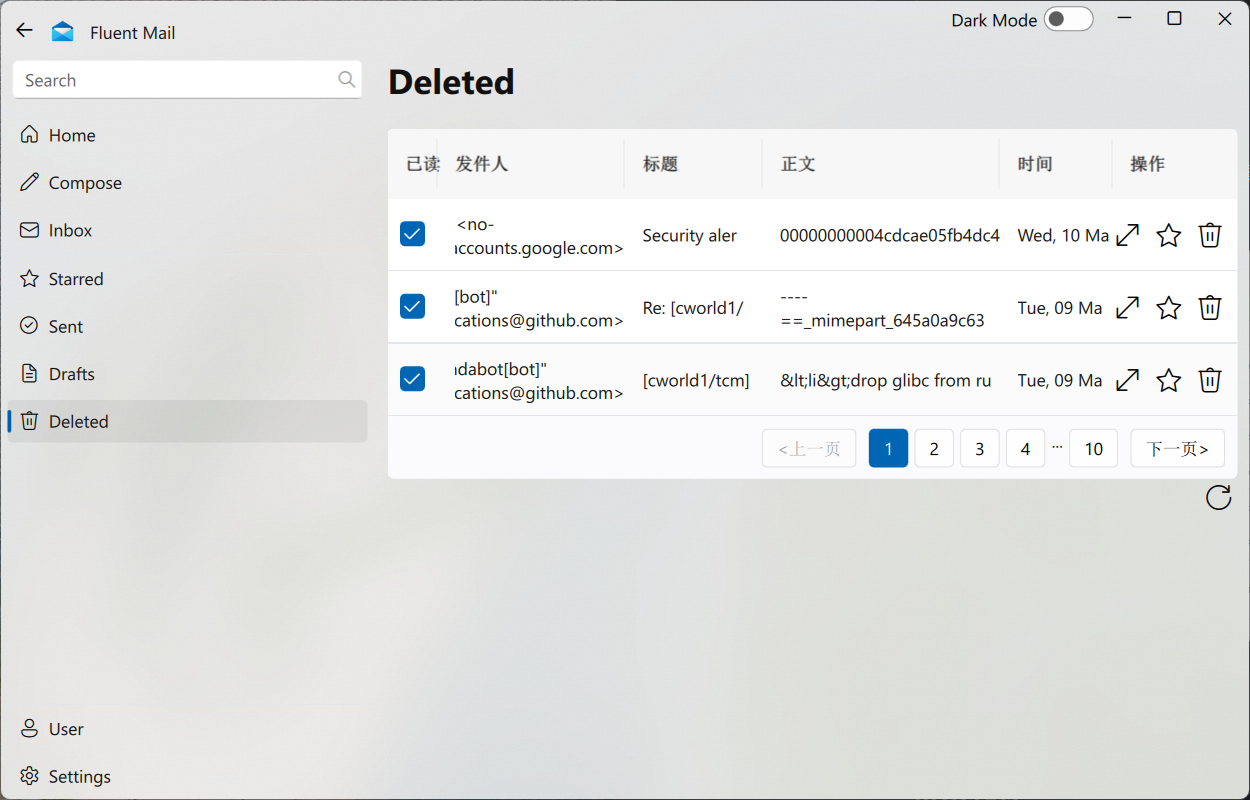 Fluent Mail
Dark Mode
Search
Home
Compose
Inbox
Starred
Sent
Drafts
Deleted
User
Settings
Deleted
已读 发件人 标题 正文 时间 操作
<no-
accounts.google.com> Security aler 00000000004cdcae05fb4dc4 Wed, 10 Ma
[bot]"
cations@github.com> Re: [cworld1/ ----
==_mimepart_645a0a9c63 Tue, 09 Ma
dabot[bot]"
cations@github.com> [cworld1/tcm] &lt;li&gt;drop glibc from ru Tue, 09 Ma
<上一页 1 2 3 4 ··· 10 下一页>